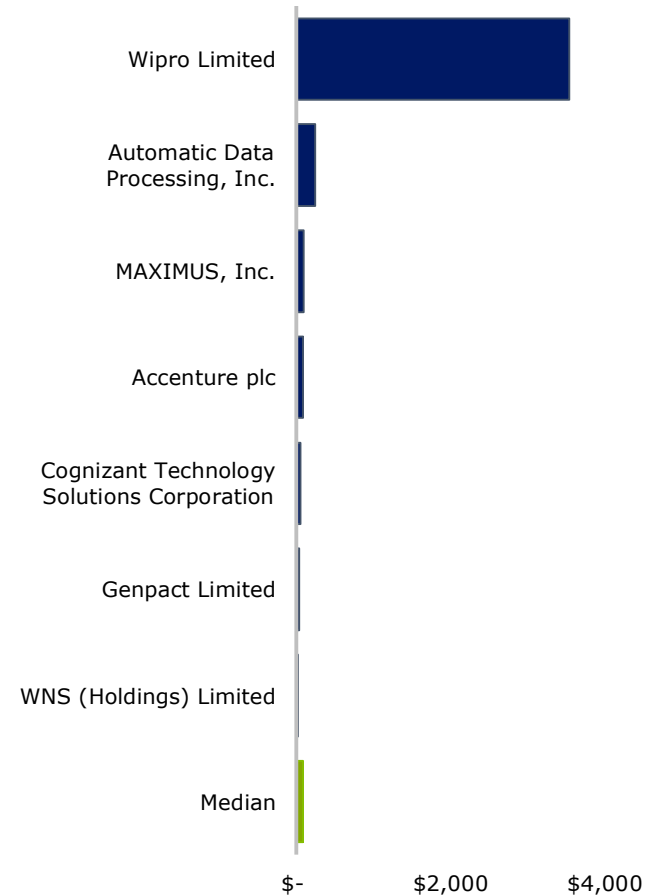 Wipro Limited
Automatic Data
Processing, Inc.
MAXIMUS, Inc.
Accenture plc
Cognizant Technology
Solutions Corporation
Genpact Limited
WNS (Holdings) Limited
Median
$- $2,000 $4,000